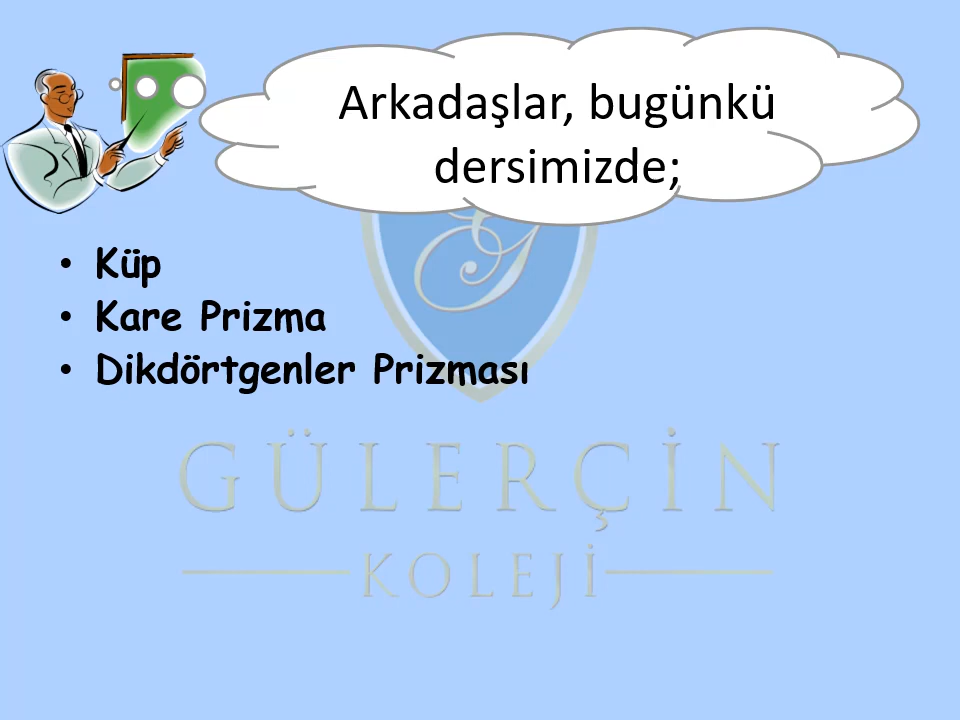 Arkadaşlar, bugünkü
dersimizde;
• Küp
• Kare Prizma
• Dikdörtgenler Prizması
GÜLERÇİN
KOLEJİ